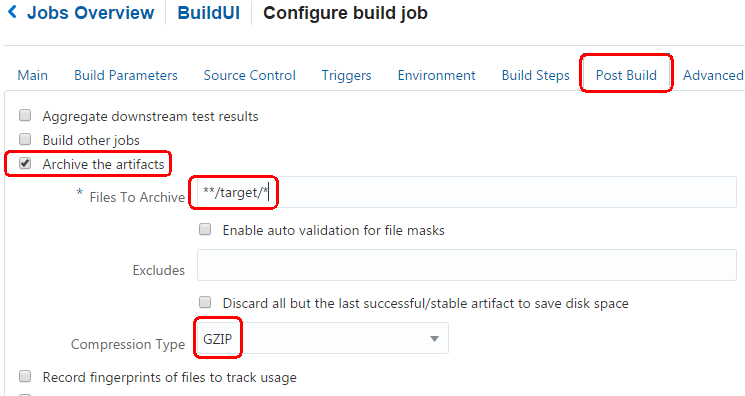 Jobs Overview BuildUI Configure build job
Main Build Parameters Source Control Triggers Environment Build Steps Post Build Advanced
Aggregate downstream test results
Build other jobs
Archive the artifacts
* Files To Archive **/target/*
Enable auto validation for file masks
Excludes
Discard all but the last successful/stable artifact to save disk space
Compression Type GZIP
Record fingerprints of files to track usage